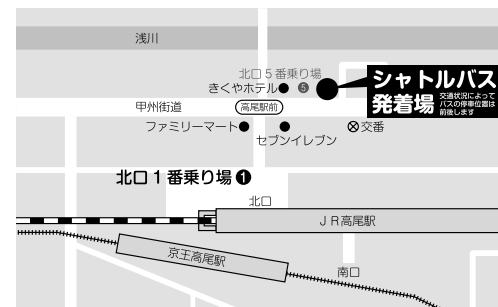 浅川
北口5番乗り場
きくやホテル
5
シャトルバス
発着場
交通状況によって
バスの停車位置は
前後します
甲州街道
高尾駅前
ファミリーマート
セブンイレブン
交番
北口1番乗り場❶
北口
JR高尾駅
京王高尾駅
南口